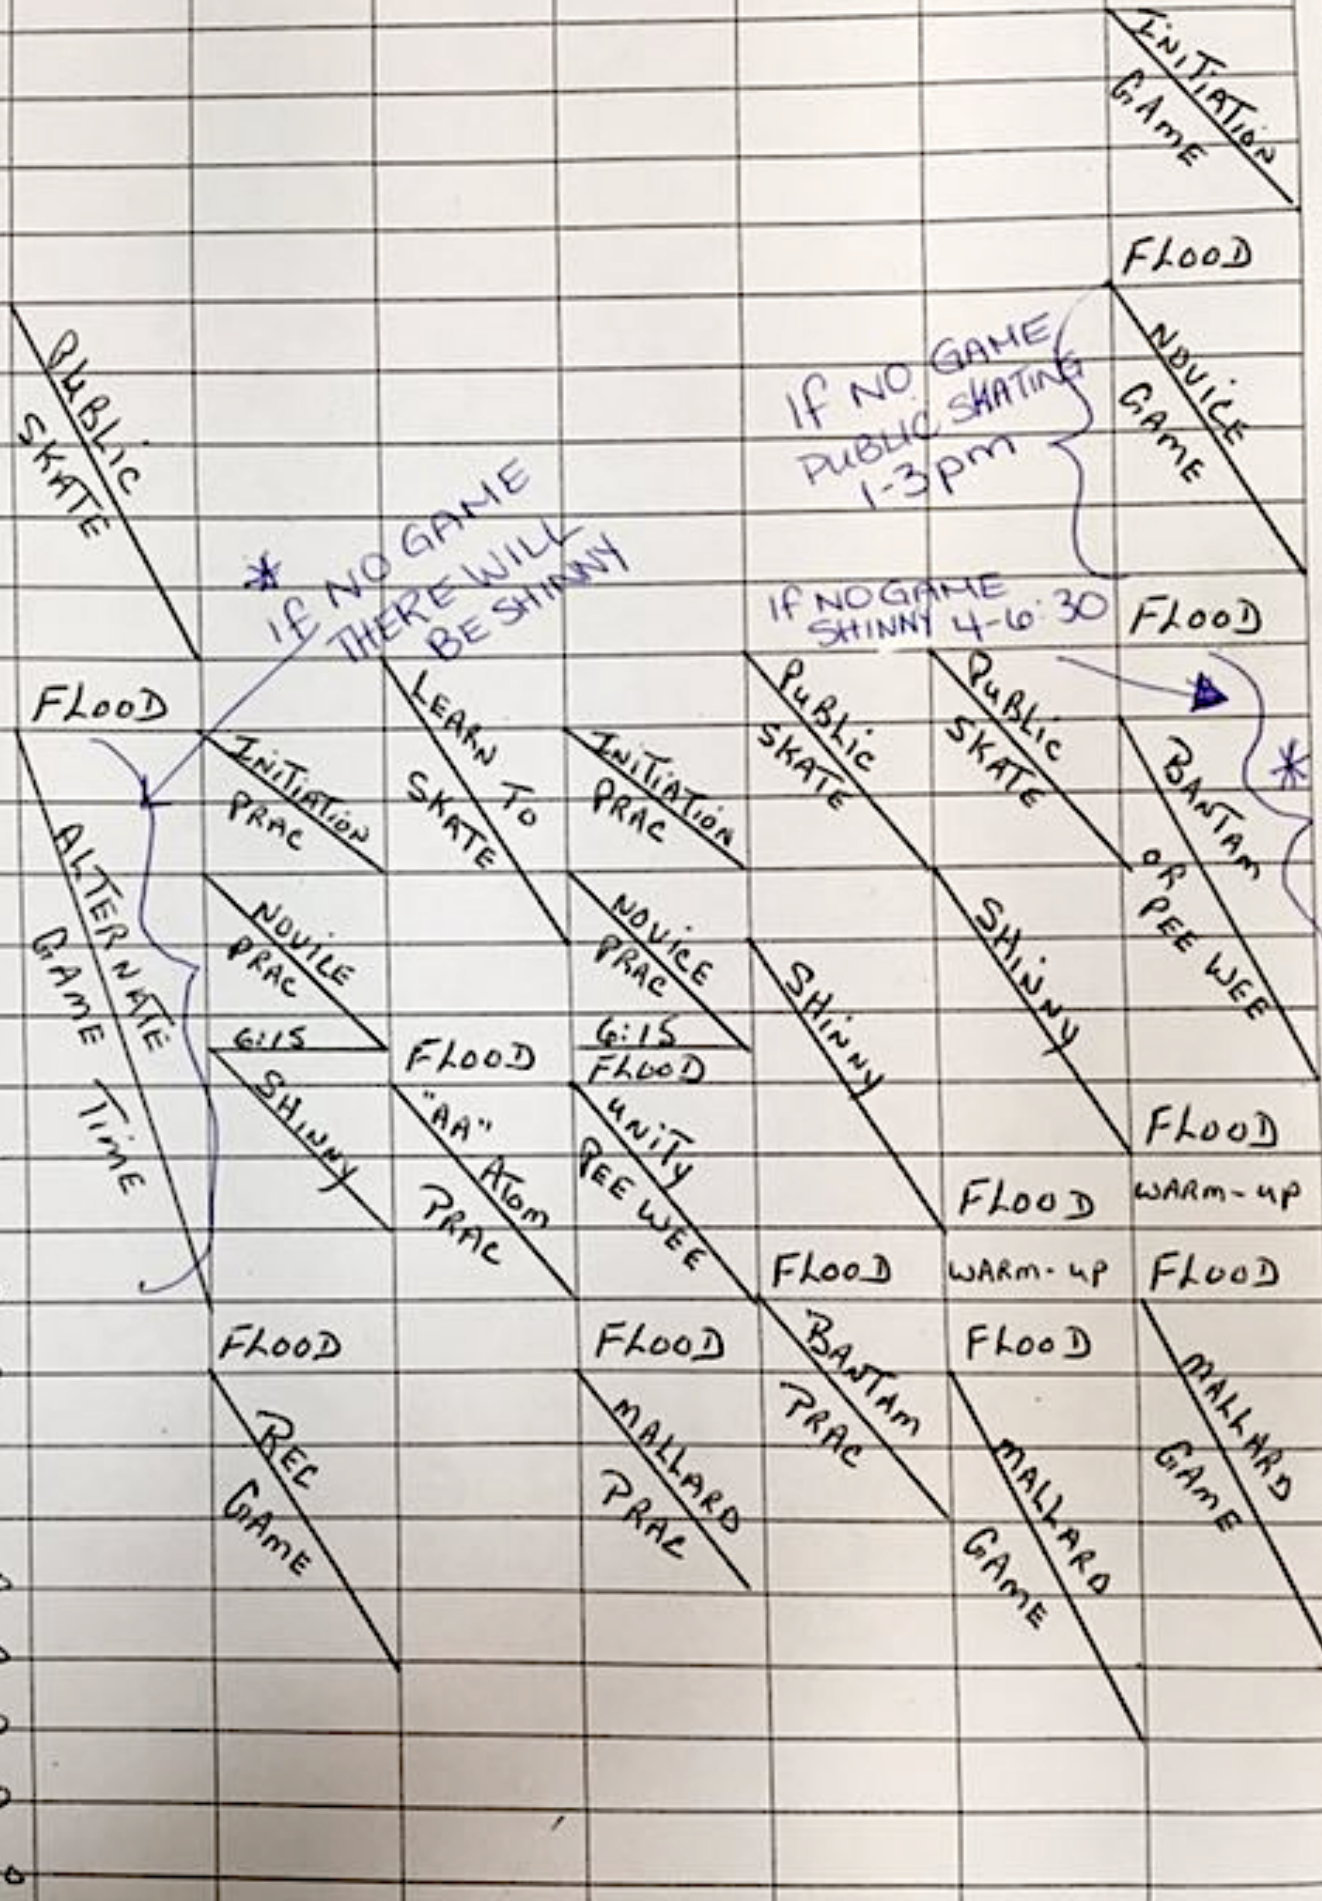 INITIATION
GAME
FLOOD
NOVICE
GAME
IF NO GAME
PUBLIC SKATING
1-3pm
PUBLIC
SKATE
* IF NO GAME
THERE WILL
BE SHINNY
IF NO GAME
SHINNY 4-6:30
FLOOD
FLOOD
ALTERNATE
GAME
TIME
INITIATION
PRAC
NOVICE
PRAC
6:15
SHINNY
FLOOD
REC
GAME
LEARN TO
SKATE
FLOOD
"AA" ATOM
PRAC
INITIATION
PRAC
NOVICE
PRAC
6:15
FLOOD
UNITY
PEE WEE
FLOOD
MALLARD
PRAC
PUBLIC
SKATE
SHINNY
FLOOD
BANTAM
PRAC
PUBLIC
SKATE
SHINNY
FLOOD
WARM-UP
FLOOD
MALLARD
GAME
BANTAM
OR
PEE WEE
*
FLOOD
WARM-UP
FLOOD
MALLARD
GAME